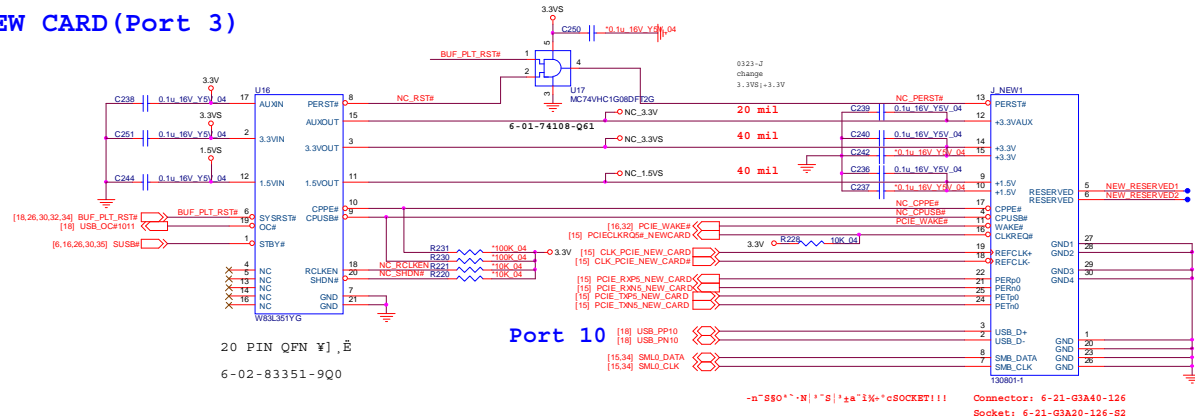 EW CARD(Port 3)
3.3VS
C250
*0.1u_16V_Y5V_04
BUF_PLT_RST#
1
2
5
4
3
U17
MC74VHC1G08DFT2G
6-01-74108-Q61
0323-J
change
3.3VS¡÷3.3V
3.3V
C238
0.1u_16V_Y5V_04
3.3VS
C251
0.1u_16V_Y5V_04
1.5VS
C244
0.1u_16V_Y5V_04
U16
17 AUXIN
PERST# 8
NC_RST#
AUXOUT 15
NC_3.3V
20 mil
2 3.3VIN
3.3VOUT 3
NC_3.3VS
40 mil
12 1.5VIN
1.5VOUT 11
NC_1.5VS
40 mil
CPPE# 10
CPUSB# 9
[18,26,30,32,34] BUF_PLT_RST#
BUF_PLT_RST#
6 SYSRST#
[18] USB_OC#1011
19 OC#
[6,16,26,30,35] SUSB#
1 STBY#
4 NC
5 NC
13 NC
14 NC
16 NC
RCLKEN 18
NC_RCLKEN
SHDN# 20
NC_SHDN#
GND 7
GND 21
W83L351YG
R231 *100K_04
R230 *100K_04
R221 *10K_04
R220 *10K_04
3.3V
20 PIN QFN
6-02-83351-9Q0
J_NEW1
NC_PERST#
13 PERST#
C239 0.1u_16V_Y5V_04
12 +3.3VAUX
C240 0.1u_16V_Y5V_04
14 +3.3V
C242 *0.1u_16V_Y5V_04
15 +3.3V
C236 0.1u_16V_Y5V_04
9 +1.5V
C237 *0.1u_16V_Y5V_04
10 +1.5V
RESERVED 5 NEW_RESERVED1
RESERVED 6 NEW_RESERVED2
NC_CPPE#
17 CPPE#
NC_CPUSB#
4 CPUSB#
[16,32] PCIE_WAKE#
PCIE_WAKE#
11 WAKE#
[15] PCIECLKRQ5#_NEWCARD
16 CLKREQ#
3.3V R228 10K_04
[15] CLK_PCIE_NEW_CARD
19 REFCLK+
[15] CLK_PCIE_NEW_CARD#
18 REFCLK-
GND1 27
GND2 28
GND3 29
GND4 30
[15] PCIE_RXP5_NEW_CARD
22 PERp0
[15] PCIE_RXN5_NEW_CARD
21 PERn0
[15] PCIE_TXP5_NEW_CARD
25 PETp0
[15] PCIE_TXN5_NEW_CARD
24 PETn0
Port 10
[18] USB_PP10
3 USB_D+
[18] USB_PN10
2 USB_D-
GND 1
GND 20
GND 23
GND 26
[15,34] SML0_DATA
8 SMB_DATA
[15,34] SML0_CLK
7 SMB_CLK
130801-1
SOCKET!!!
Connector: 6-21-G3A40-126
Socket: 6-21-G3A20-126-S2